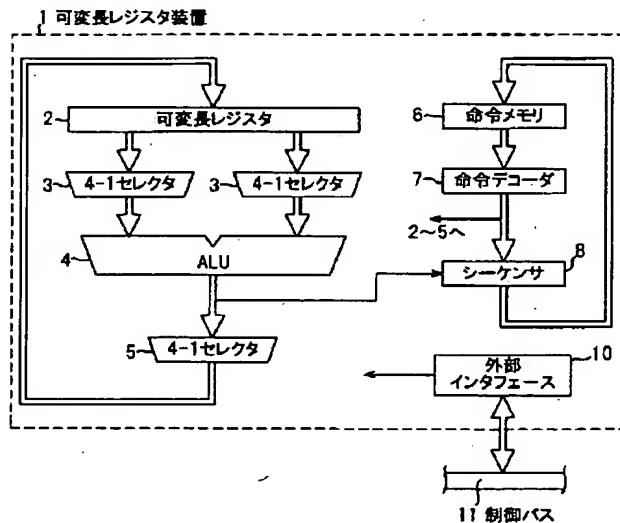 1 可変長レジスタ装置
2 可変長レジスタ
3 4-1セレクタ
3 4-1セレクタ
4 ALU
5 4-1セレクタ
6 命令メモリ
7 命令デコーダ
2～5へ
シーケンサ 8
10
外部
インタフェース
11 制御バス